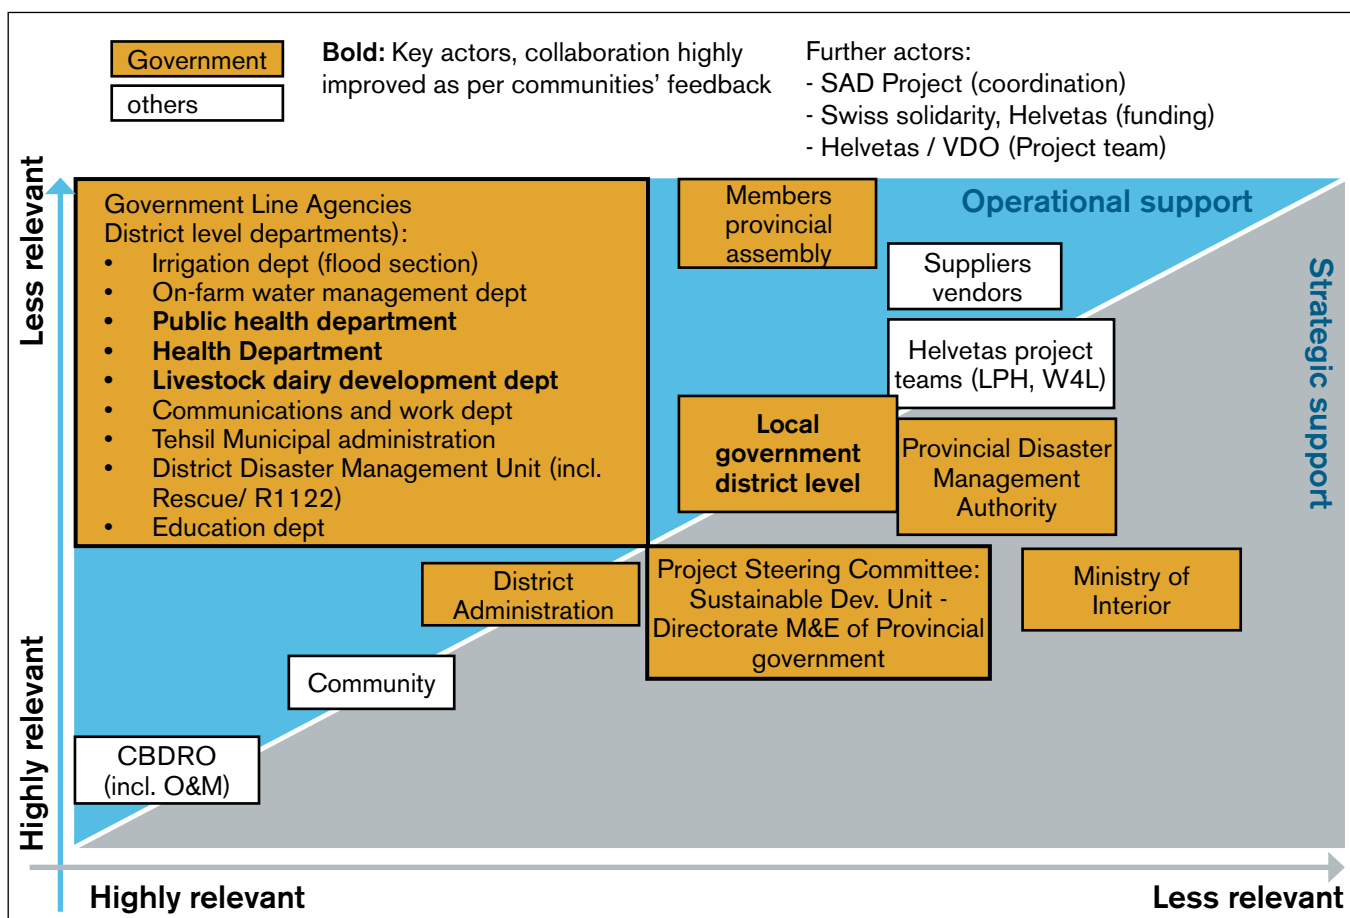 Government
others
Bold: Key actors, collaboration highly
improved as per communities’ feedback
Further actors:
- SAD Project (coordination)
- Swiss solidarity, Helvetas (funding)
- Helvetas / VDO (Project team)
Less relevant
Highly relevant
Government Line Agencies
District level departments):
• Irrigation dept (flood section)
• On-farm water management dept
• Public health department
• Health Department
• Livestock dairy development dept
• Communications and work dept
• Tehsil Municipal administration
• District Disaster Management Unit (incl.
Rescue/ R1122)
• Education dept
Members
provincial
assembly
Operational support
Suppliers
vendors
Strategic support
Helvetas project
teams (LPH, W4L)
Local
government
district level
Provincial Disaster
Management
Authority
District
Administration
Project Steering Committee:
Sustainable Dev. Unit -
Directorate M&E of Provincial
government
Ministry of
Interior
Community
CBDRO
(incl. O&M)
Highly relevant
Less relevant